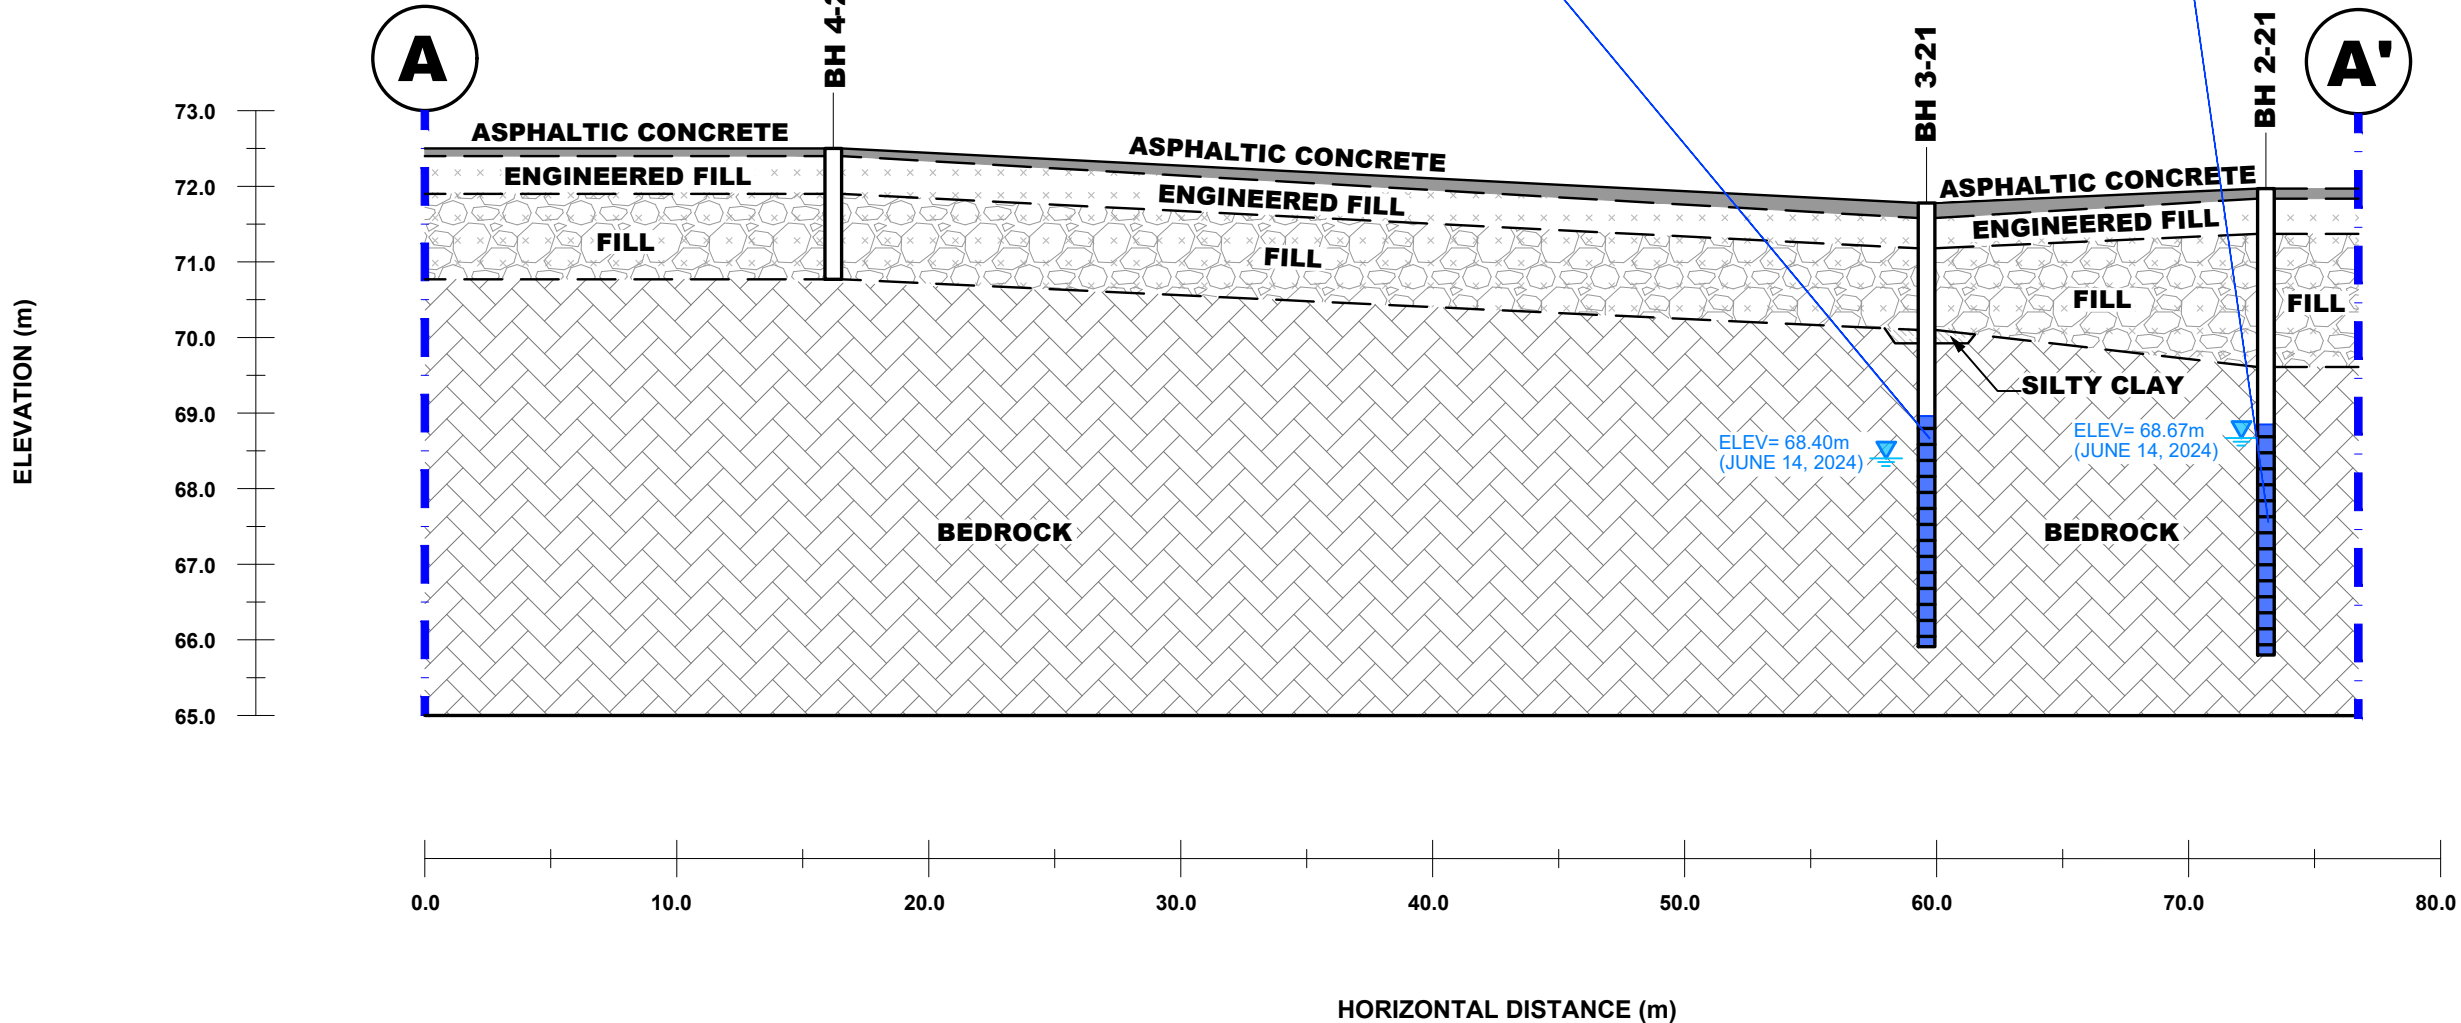 A
BH 4-2
BH 3-21
BH 2-21
A'
73.0
72.0
71.0
70.0
69.0
68.0
67.0
66.0
65.0
ELEVATION (m)
ASPHALTIC CONCRETE
ENGINEERED FILL
FILL
ASPHALTIC CONCRETE
ENGINEERED FILL
FILL
ASPHALTIC CONCRETE
ENGINEERED FILL
FILL
FILL
SILTY CLAY
ELEV= 68.40m
(JUNE 14, 2024)
ELEV= 68.67m
(JUNE 14, 2024)
BEDROCK
BEDROCK
0.0 10.0 20.0 30.0 40.0 50.0 60.0 70.0 80.0
HORIZONTAL DISTANCE (m)